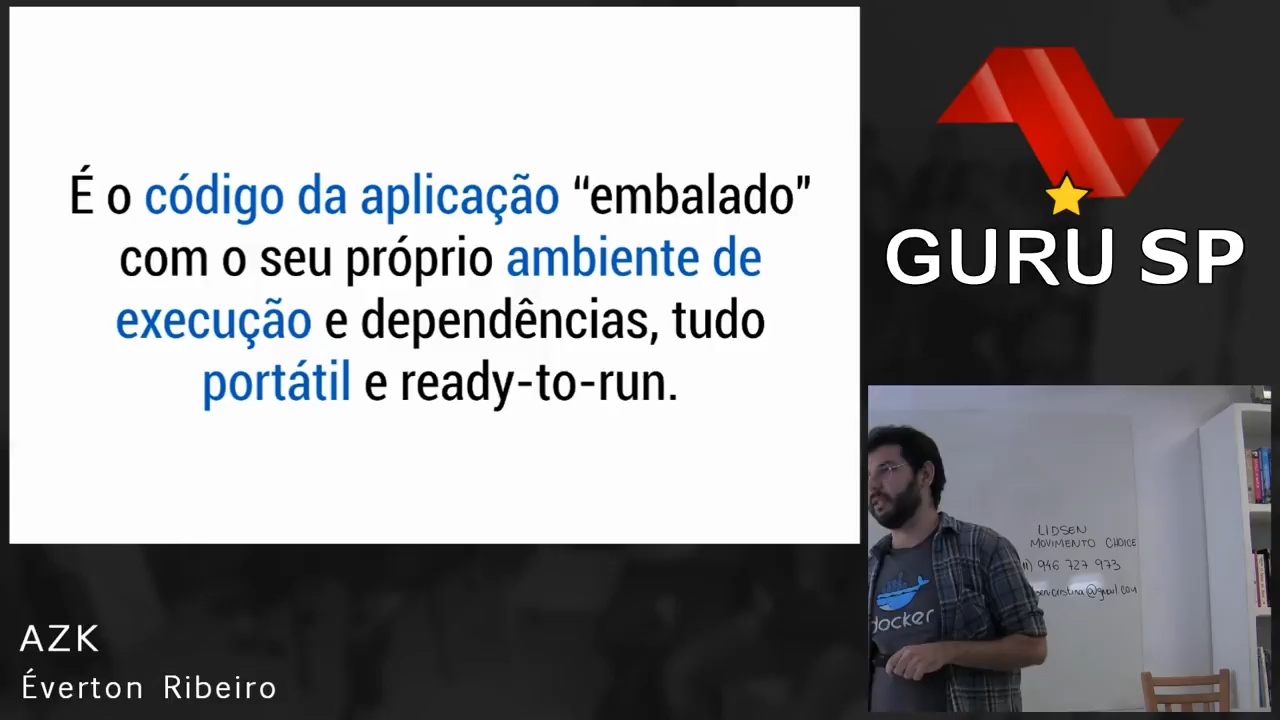 É o código da aplicação “embalado”
com o seu próprio ambiente de
execução e dependências, tudo
portátil e ready-to-run.
GURU SP
LIDSEN
MOVIMENTO CHOICE
11) 946 727 973
docker
AZK
Éverton Ribeiro